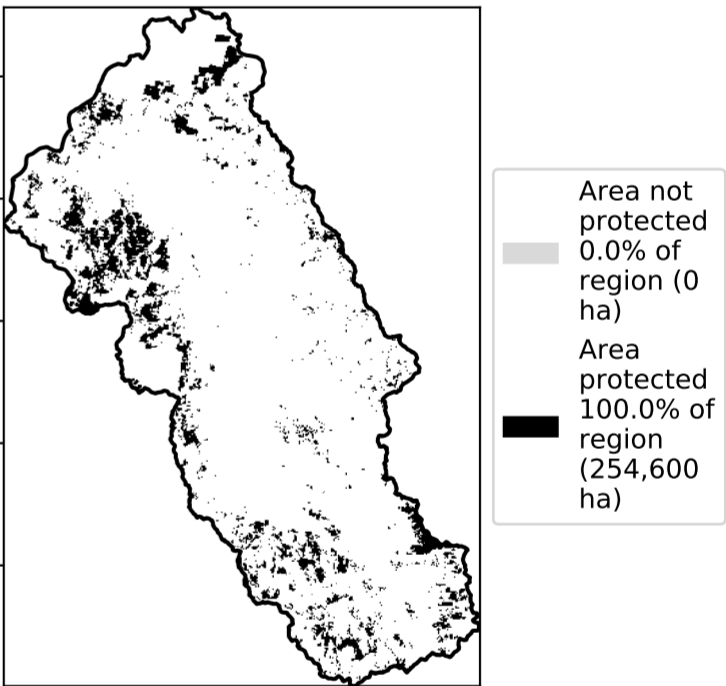 Area not
protected
0.0% of
region (0
ha)
Area
protected
100.0% of
region
(254,600
ha)